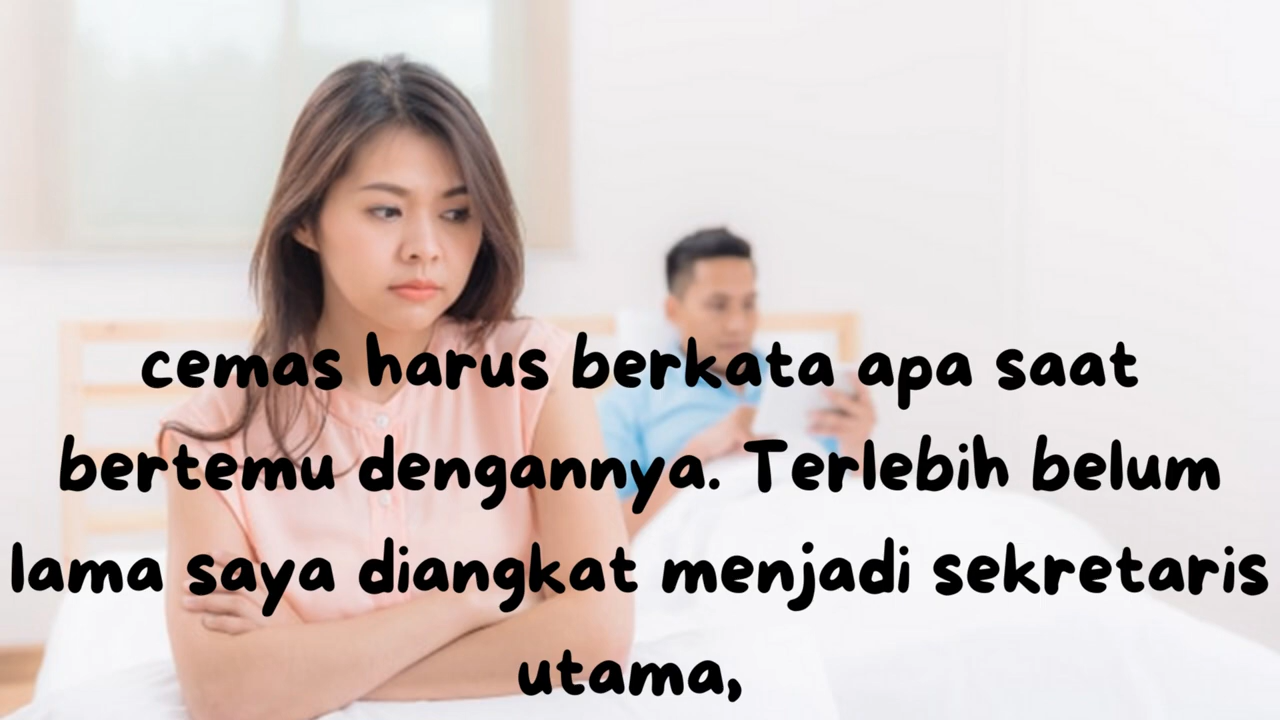 cemas harus berkata apa saat
bertemu dengannya. Terlebih belum
lama saya diangkat menjadi sekretaris
utama,